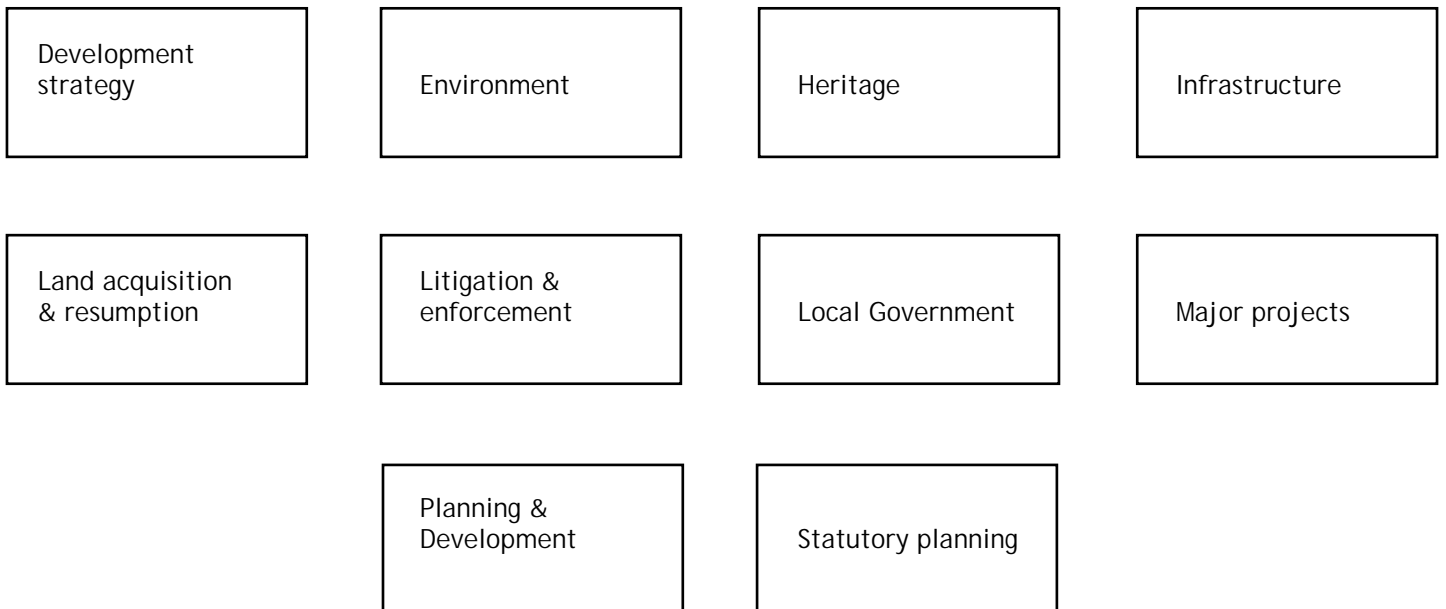 Development
strategy
Environment
Heritage
Infrastructure
Land acquisition
& resumption
Litigation &
enforcement
Local Government
Major projects
Planning &
Development
Statutory planning